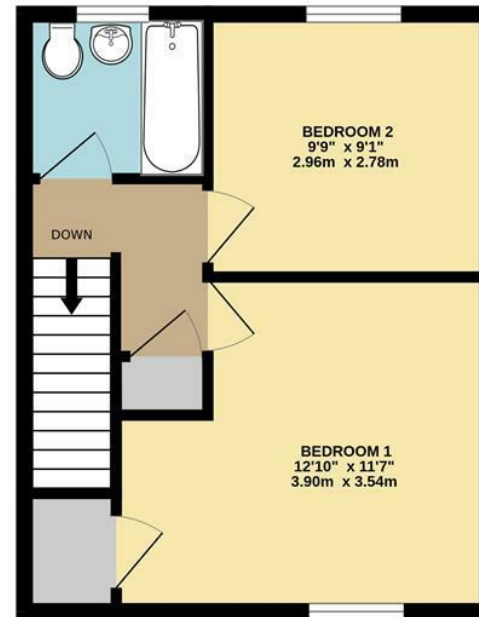 BEDROOM 2
9'9" x 9'1"
2.96m x 2.78m
DOWN
BEDROOM 1
12'10" x 11'7"
3.90m x 3.54m